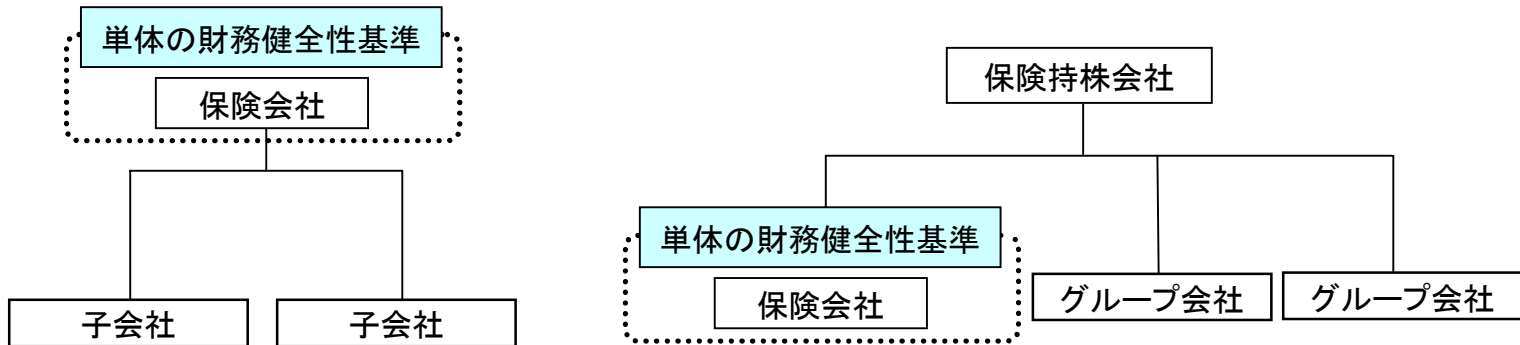 単体の財務健全性基準
保険会社
子会社
子会社
保険持株会社
単体の財務健全性基準
保険会社
グループ会社
グループ会社